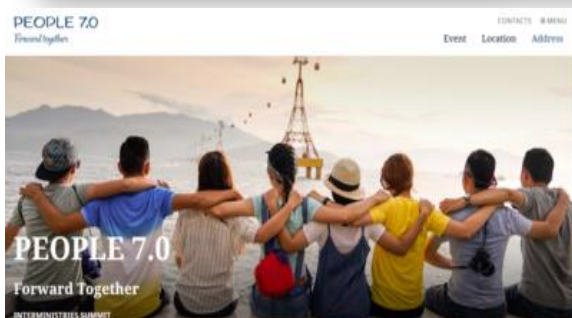 PEOPLE 7.0
Forward together
CONTACTS MENU
Event Location Address
PEOPLE 7.0
Forward Together
INTERMINISTRIES SUMMIT